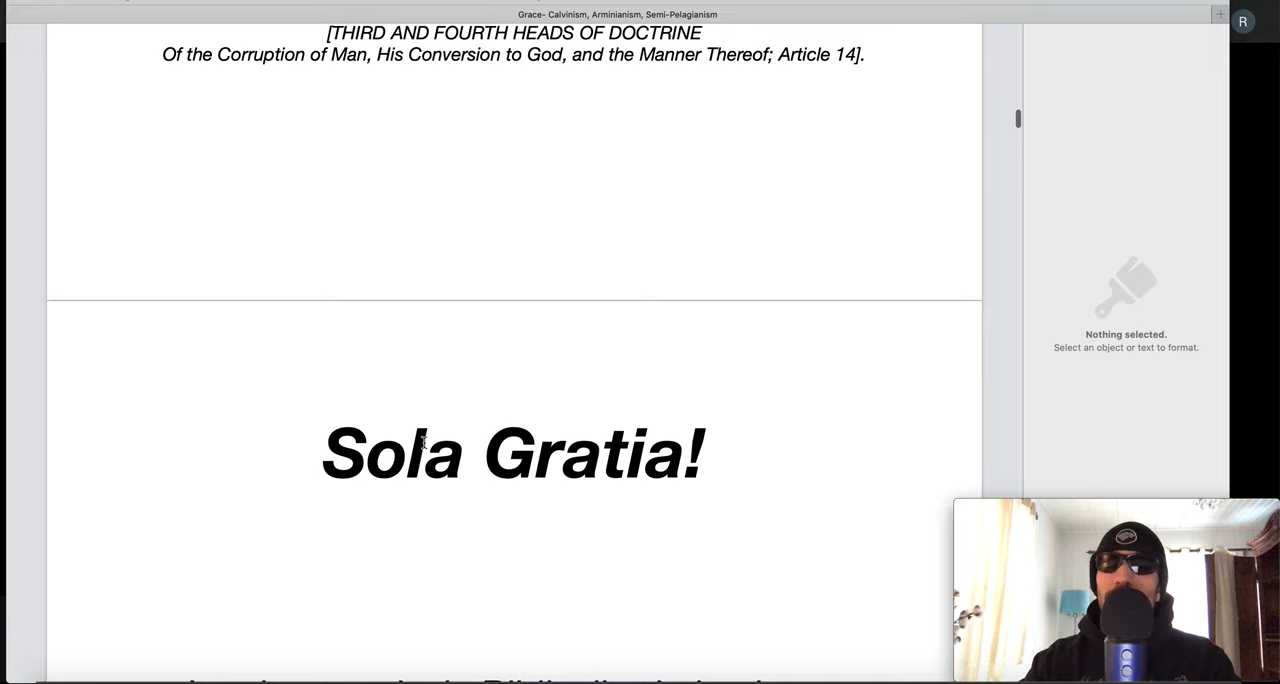 Grace- Calvinism, Arminianism, Semi-Pelagianism
R
[THIRD AND FOURTH HEADS OF DOCTRINE
Of the Corruption of Man, His Conversion to God, and the Manner Thereof; Article 14].
Nothing selected.
Select an object or text to format.
Sola Gratia!